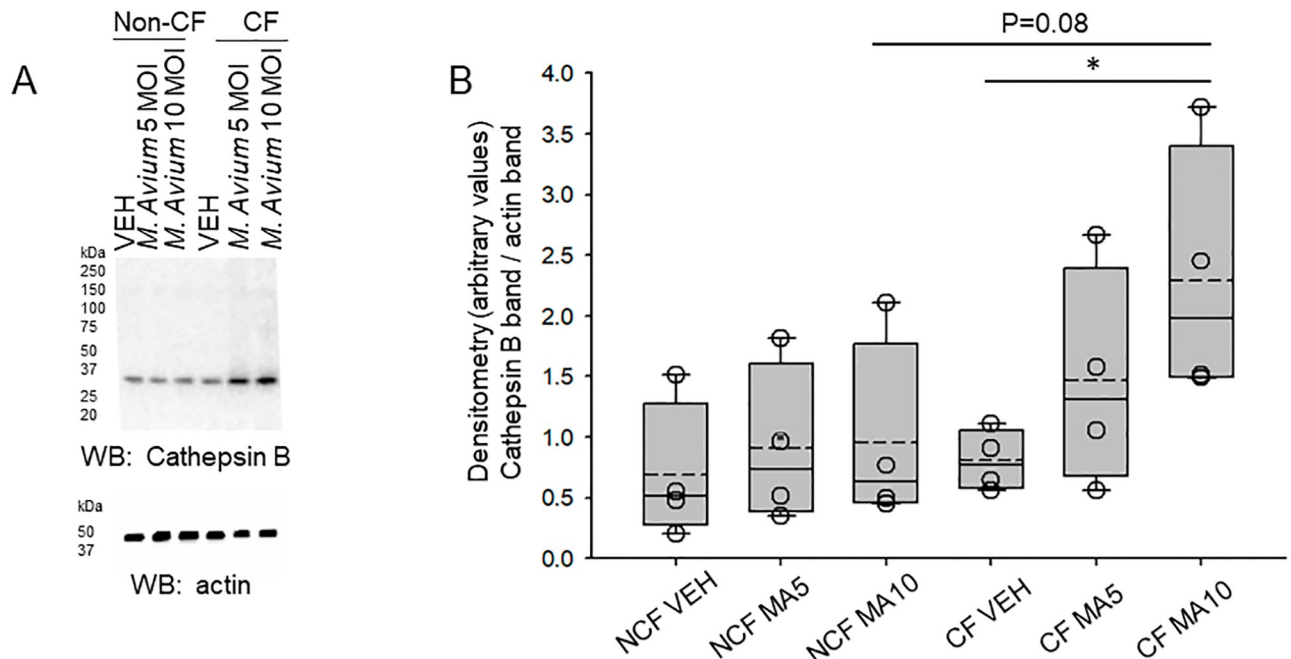 A
Non-CF CF
VEH
M. Avium 5 MOI
M. Avium 10 MOI
VEH
M. Avium 5 MOI
M. Avium 10 MOI
kDa
250
150
100
75
50
37
25
20
WB: Cathepsin B
kDa
50
37
WB: actin
B
P=0.08
*
Densitometry (arbitrary values)
Cathepsin B band / actin band
4.0
3.5
3.0
2.5
2.0
1.5
1.0
0.5
0.0
NCF VEH
NCF MA5
NCF MA10
CF VEH
CF MA5
CF MA10